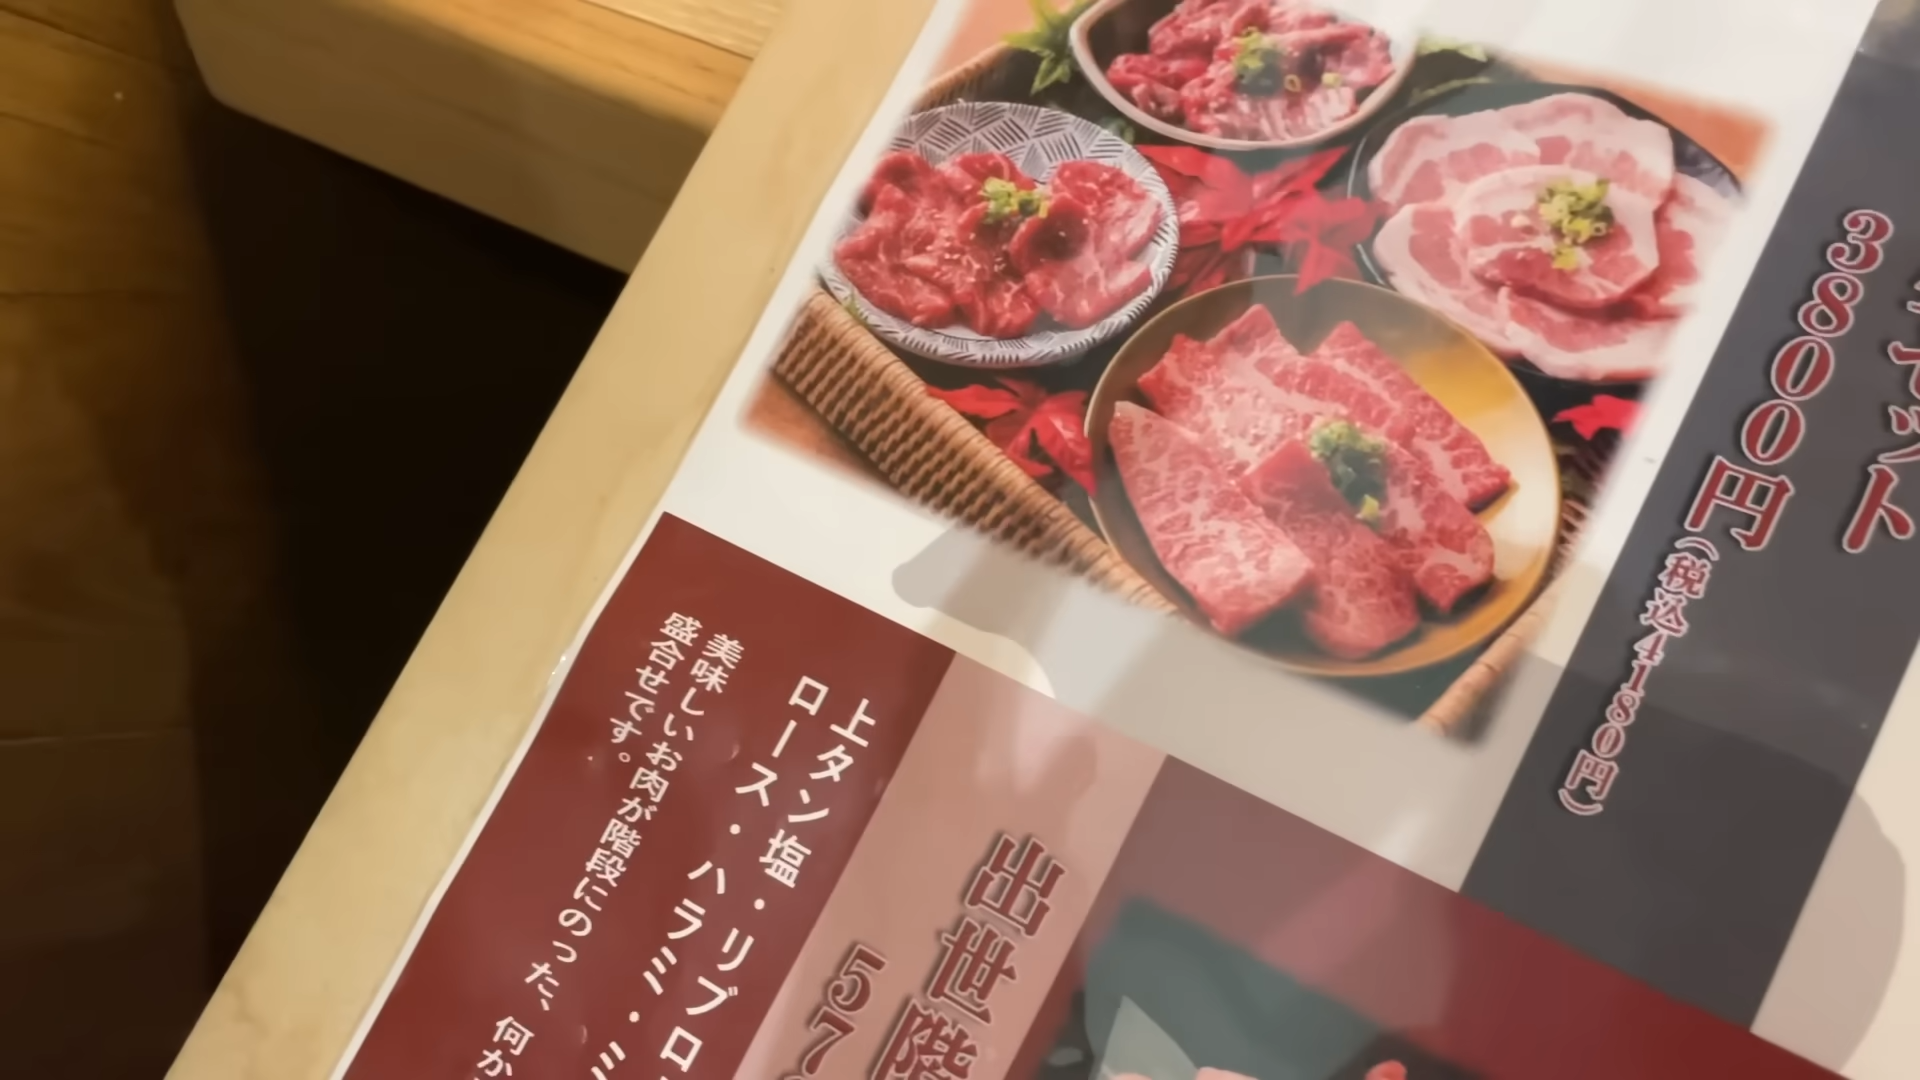 セット
3800円(税込4180円)
出世階
57
上タン塩・リブロ
ロース・ハラミ・ミ
美味しいお肉が階段にのった、何か
盛合せです。